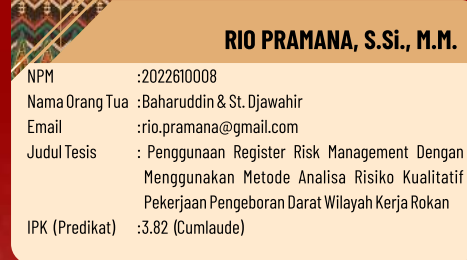 RIO PRAMANA, S.Si., M.M.
NPM :2022610008
Nama Orang Tua :Baharuddin & St. Djawahir
Email :rio.pramana@gmail.com
Judul Tesis : Penggunaan Register Risk Management Dengan
Menggunakan Metode Analisa Risiko Kualitatif
Pekerjaan Pengeboran Darat Wilayah Kerja Rokan
IPK (Predikat) :3.82 (Cumlaude)